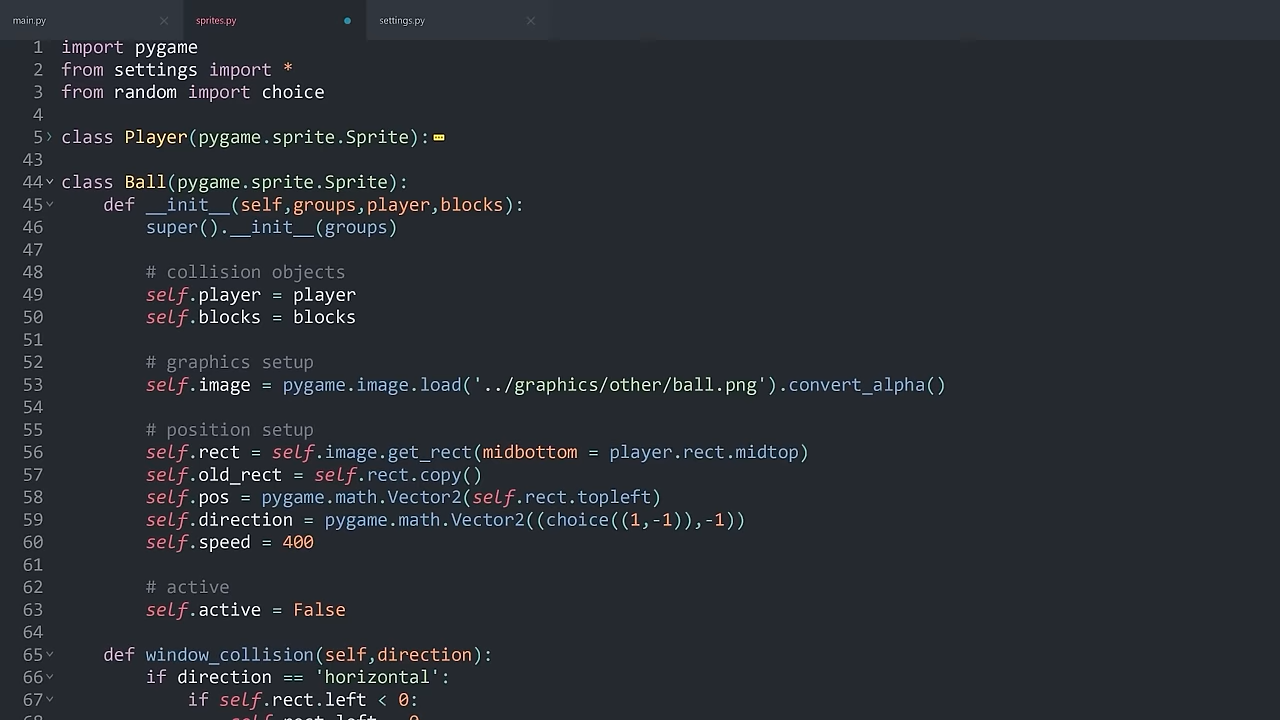 main.py
sprites.py
settings.py
1 import pygame
2 from settings import *
3 from random import choice
4
5 class Player(pygame.sprite.Sprite):
43
44 class Ball(pygame.sprite.Sprite):
45 def __init__(self,groups,player,blocks):
46 super().__init__(groups)
47
48 # collision objects
49 self.player = player
50 self.blocks = blocks
51
52 # graphics setup
53 self.image = pygame.image.load('../graphics/other/ball.png').convert_alpha()
54
55 # position setup
56 self.rect = self.image.get_rect(midbottom = player.rect.midtop)
57 self.old_rect = self.rect.copy()
58 self.pos = pygame.math.Vector2(self.rect.topleft)
59 self.direction = pygame.math.Vector2((choice((1,-1)),-1))
60 self.speed = 400
61
62 # active
63 self.active = False
64
65 def window_collision(self,direction):
66 if direction == 'horizontal':
67 if self.rect.left < 0:
68 self.rect.left = 0